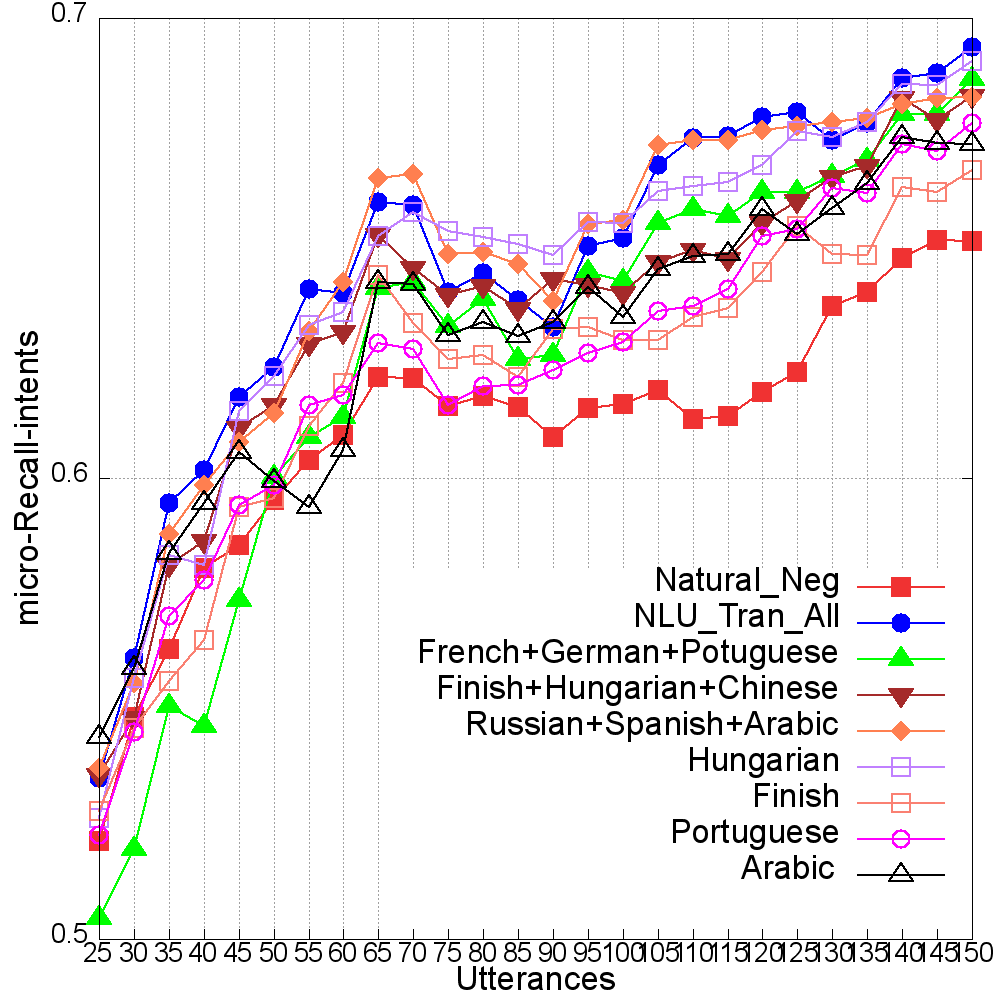 0.7
0.6
0.5
micro-Recall-intents
Natural_Neg
NLU_Tran_All
French+German+Potuguese
Finish+Hungarian+Chinese
Russian+Spanish+Arabic
Hungarian
Finish
Portuguese
Arabic
25 30 35 40 45 50 55 60 65 70 75 80 85 90 95 100 105 110 115 120 125 130 135 140 145 150
Utterances